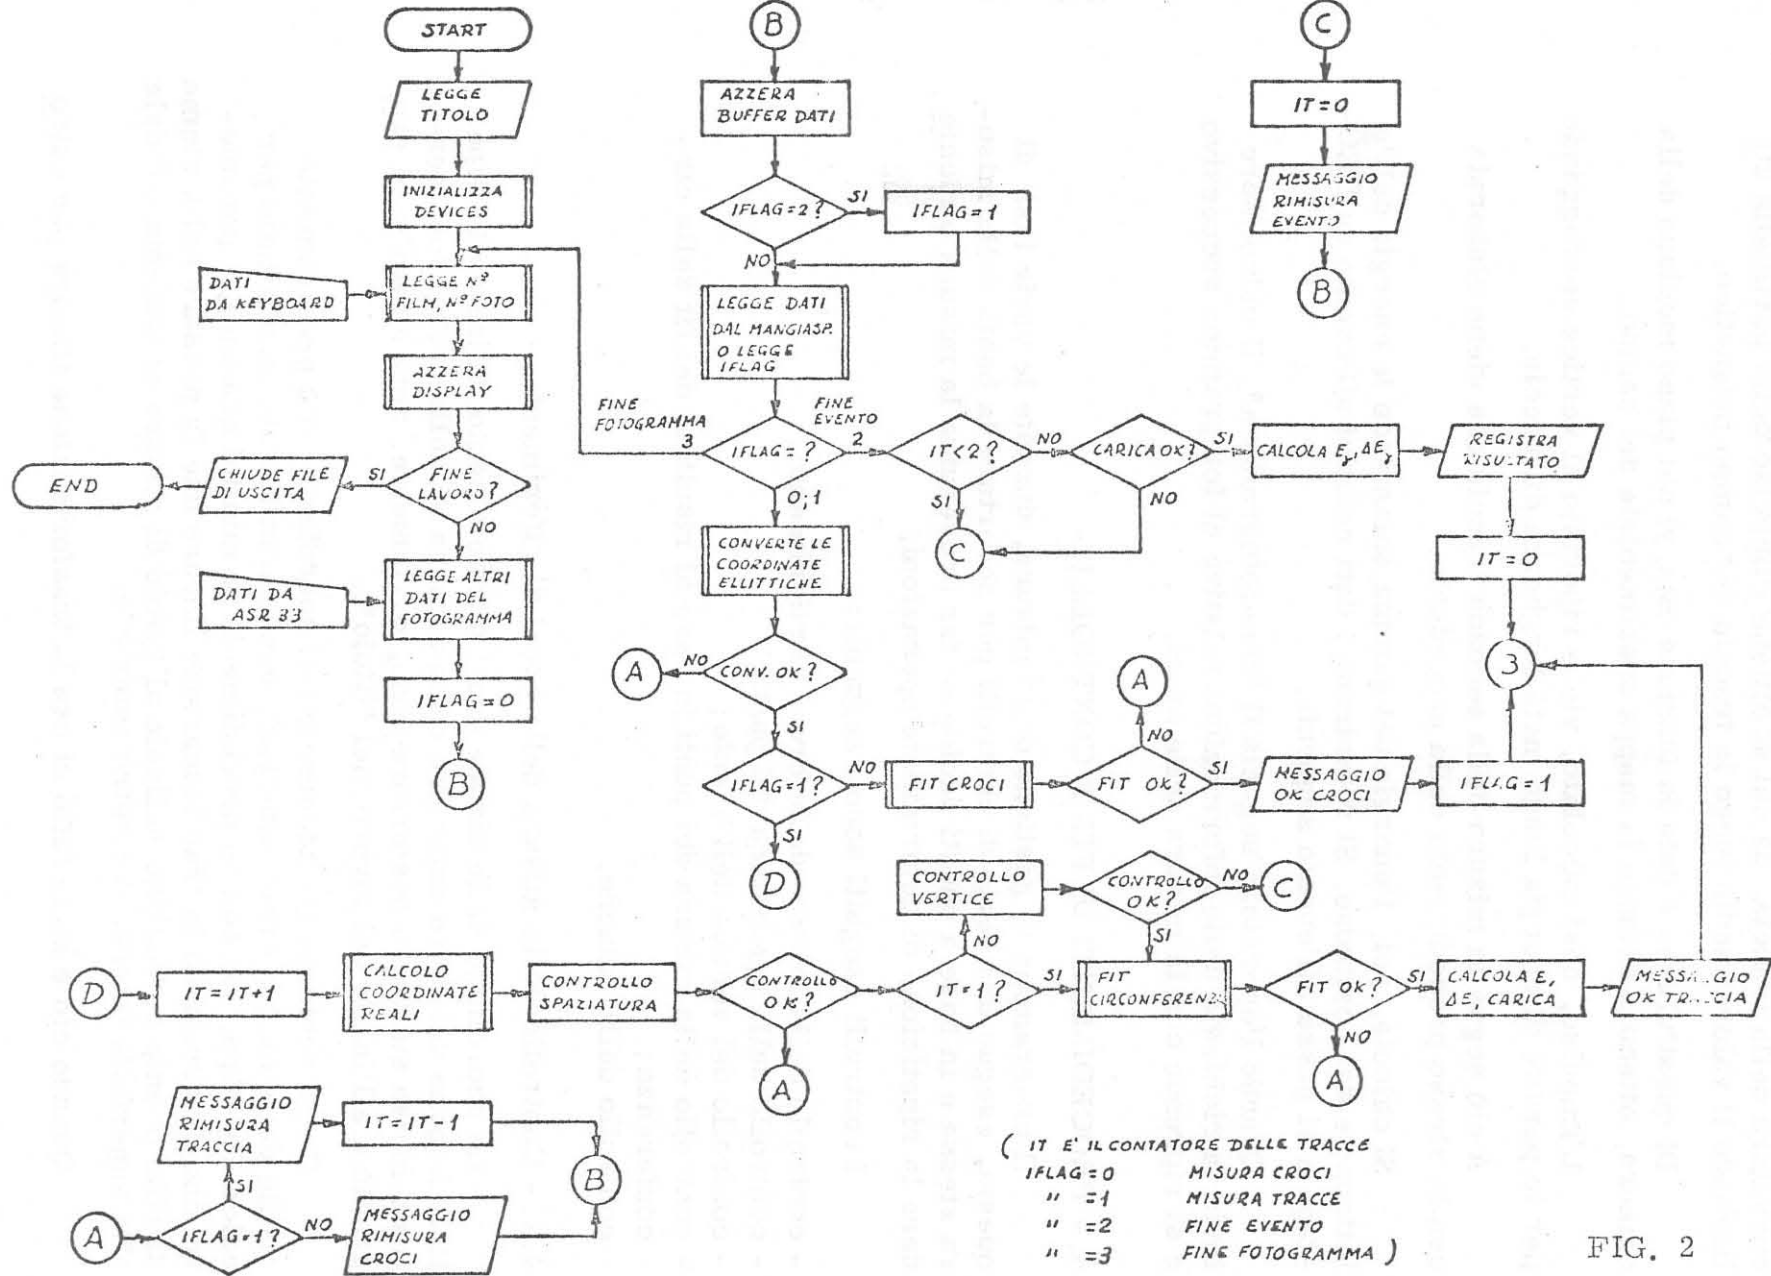 START
LEGGE
TITOLO
INIZIALIZZA
DEVICES
DATI
DA KEYBOARD
LEGGE Nº
FILM, Nº FOTO
AZZERA
DISPLAY
END
CHIUDE FILE
DI USCITA
SI
FINE
LAVORO?
NO
DATI DA
ASR 33
LEGGE ALTRI
DATI DEL
FOTOGRAMMA
IFLAG=0
B
B
AZZERA
BUFFER DATI
IFLAG=2?
SI
IFLAG=1
NO
LEGGE DATI
DAL MANGIASP.
O LEGGE
IFLAG
FINE
FOTOGRAMMA
3
IFLAG=?
FINE
EVENTO
2
0;1
IT<2?
NO
SI
C
CARICA OK?
SI
NO
CALCOLA Eγ, ΔEγ
REGISTRA
RISULTATO
IT=0
3
CONVERTE LE
COORDINATE
ELLITTICHE
A
NO
CONV. OK?
SI
IFLAG=1?
NO
SI
D
FIT CROCI
A
NO
FIT OK?
SI
MESSAGGIO
OK CROCI
IFLAG=1
C
IT=0
MESSAGGIO
RIMISURA
EVENTO
B
D
IT=IT+1
CALCOLO
COORDINATE
REALI
CONTROLLO
SPAZIATURA
CONTROLLO
OK?
A
IT=1?
NO
SI
CONTROLLO
VERTICE
CONTROLLO
OK?
NO
C
SI
FIT
CIRCONFERENZE
FIT OK?
SI
NO
A
CALCOLA E,
ΔE, CARICA
MESSAGGIO
OK TRACCIA
A
IFLAG=1?
SI
NO
MESSAGGIO
RIMISURA
TRACCIA
IT=IT-1
B
MESSAGGIO
RIMISURA
CROCI
( IT E' IL CONTATORE DELLE TRACCE
IFLAG=0 MISURA CROCI
" =1 MISURA TRACCE
" =2 FINE EVENTO
" =3 FINE FOTOGRAMMA )
FIG. 2